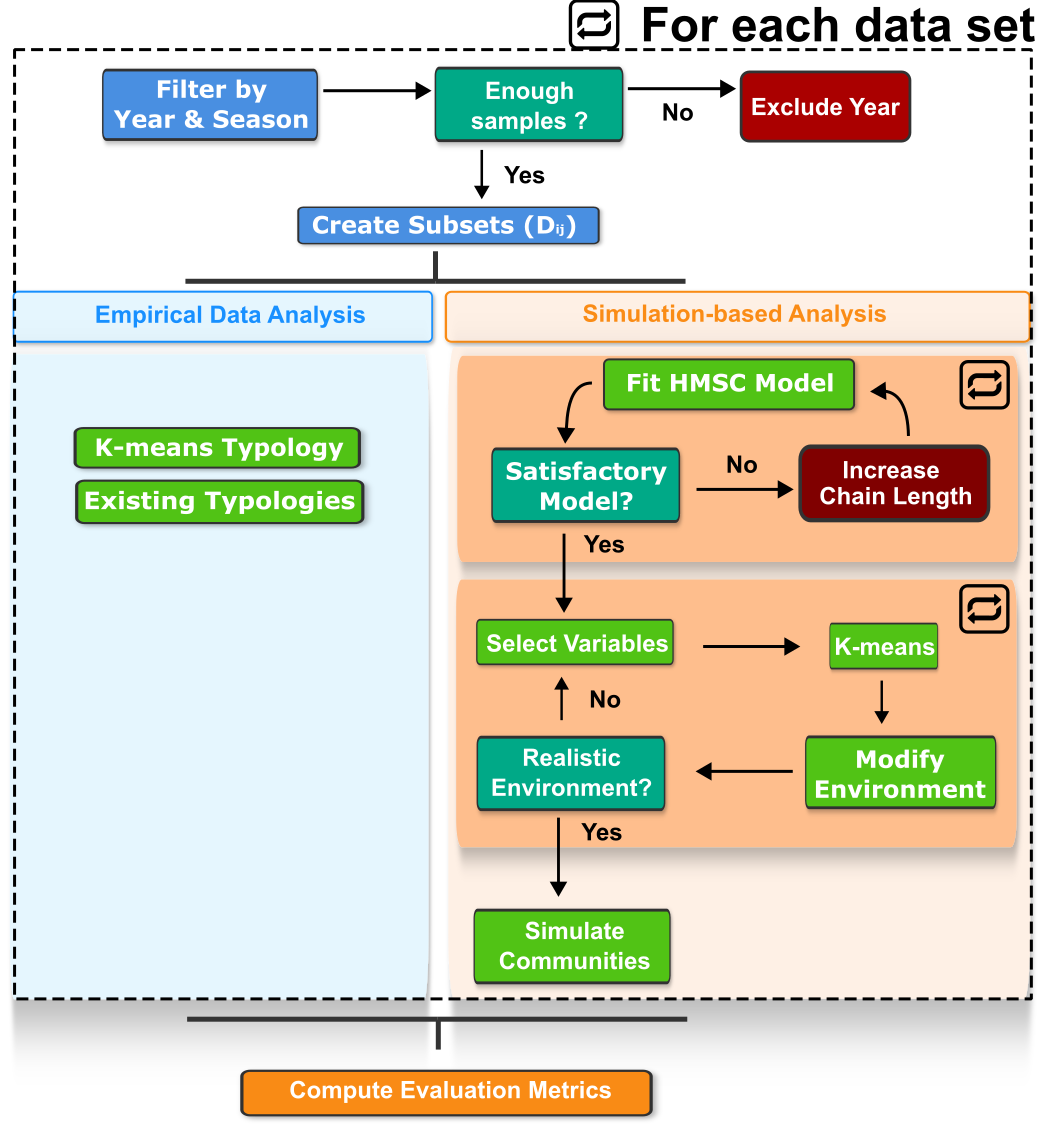 For each data set
Filter by
Year & Season
Enough
samples ?
No
Exclude Year
Yes
Create Subsets (Dᵢⱼ)
Empirical Data Analysis
Simulation-based Analysis
K-means Typology
Existing Typologies
Fit HMSC Model
Satisfactory
Model?
No
Increase
Chain Length
Yes
Select Variables
K-means
No
Realistic
Environment?
Modify
Environment
Yes
Simulate
Communities
Compute Evaluation Metrics